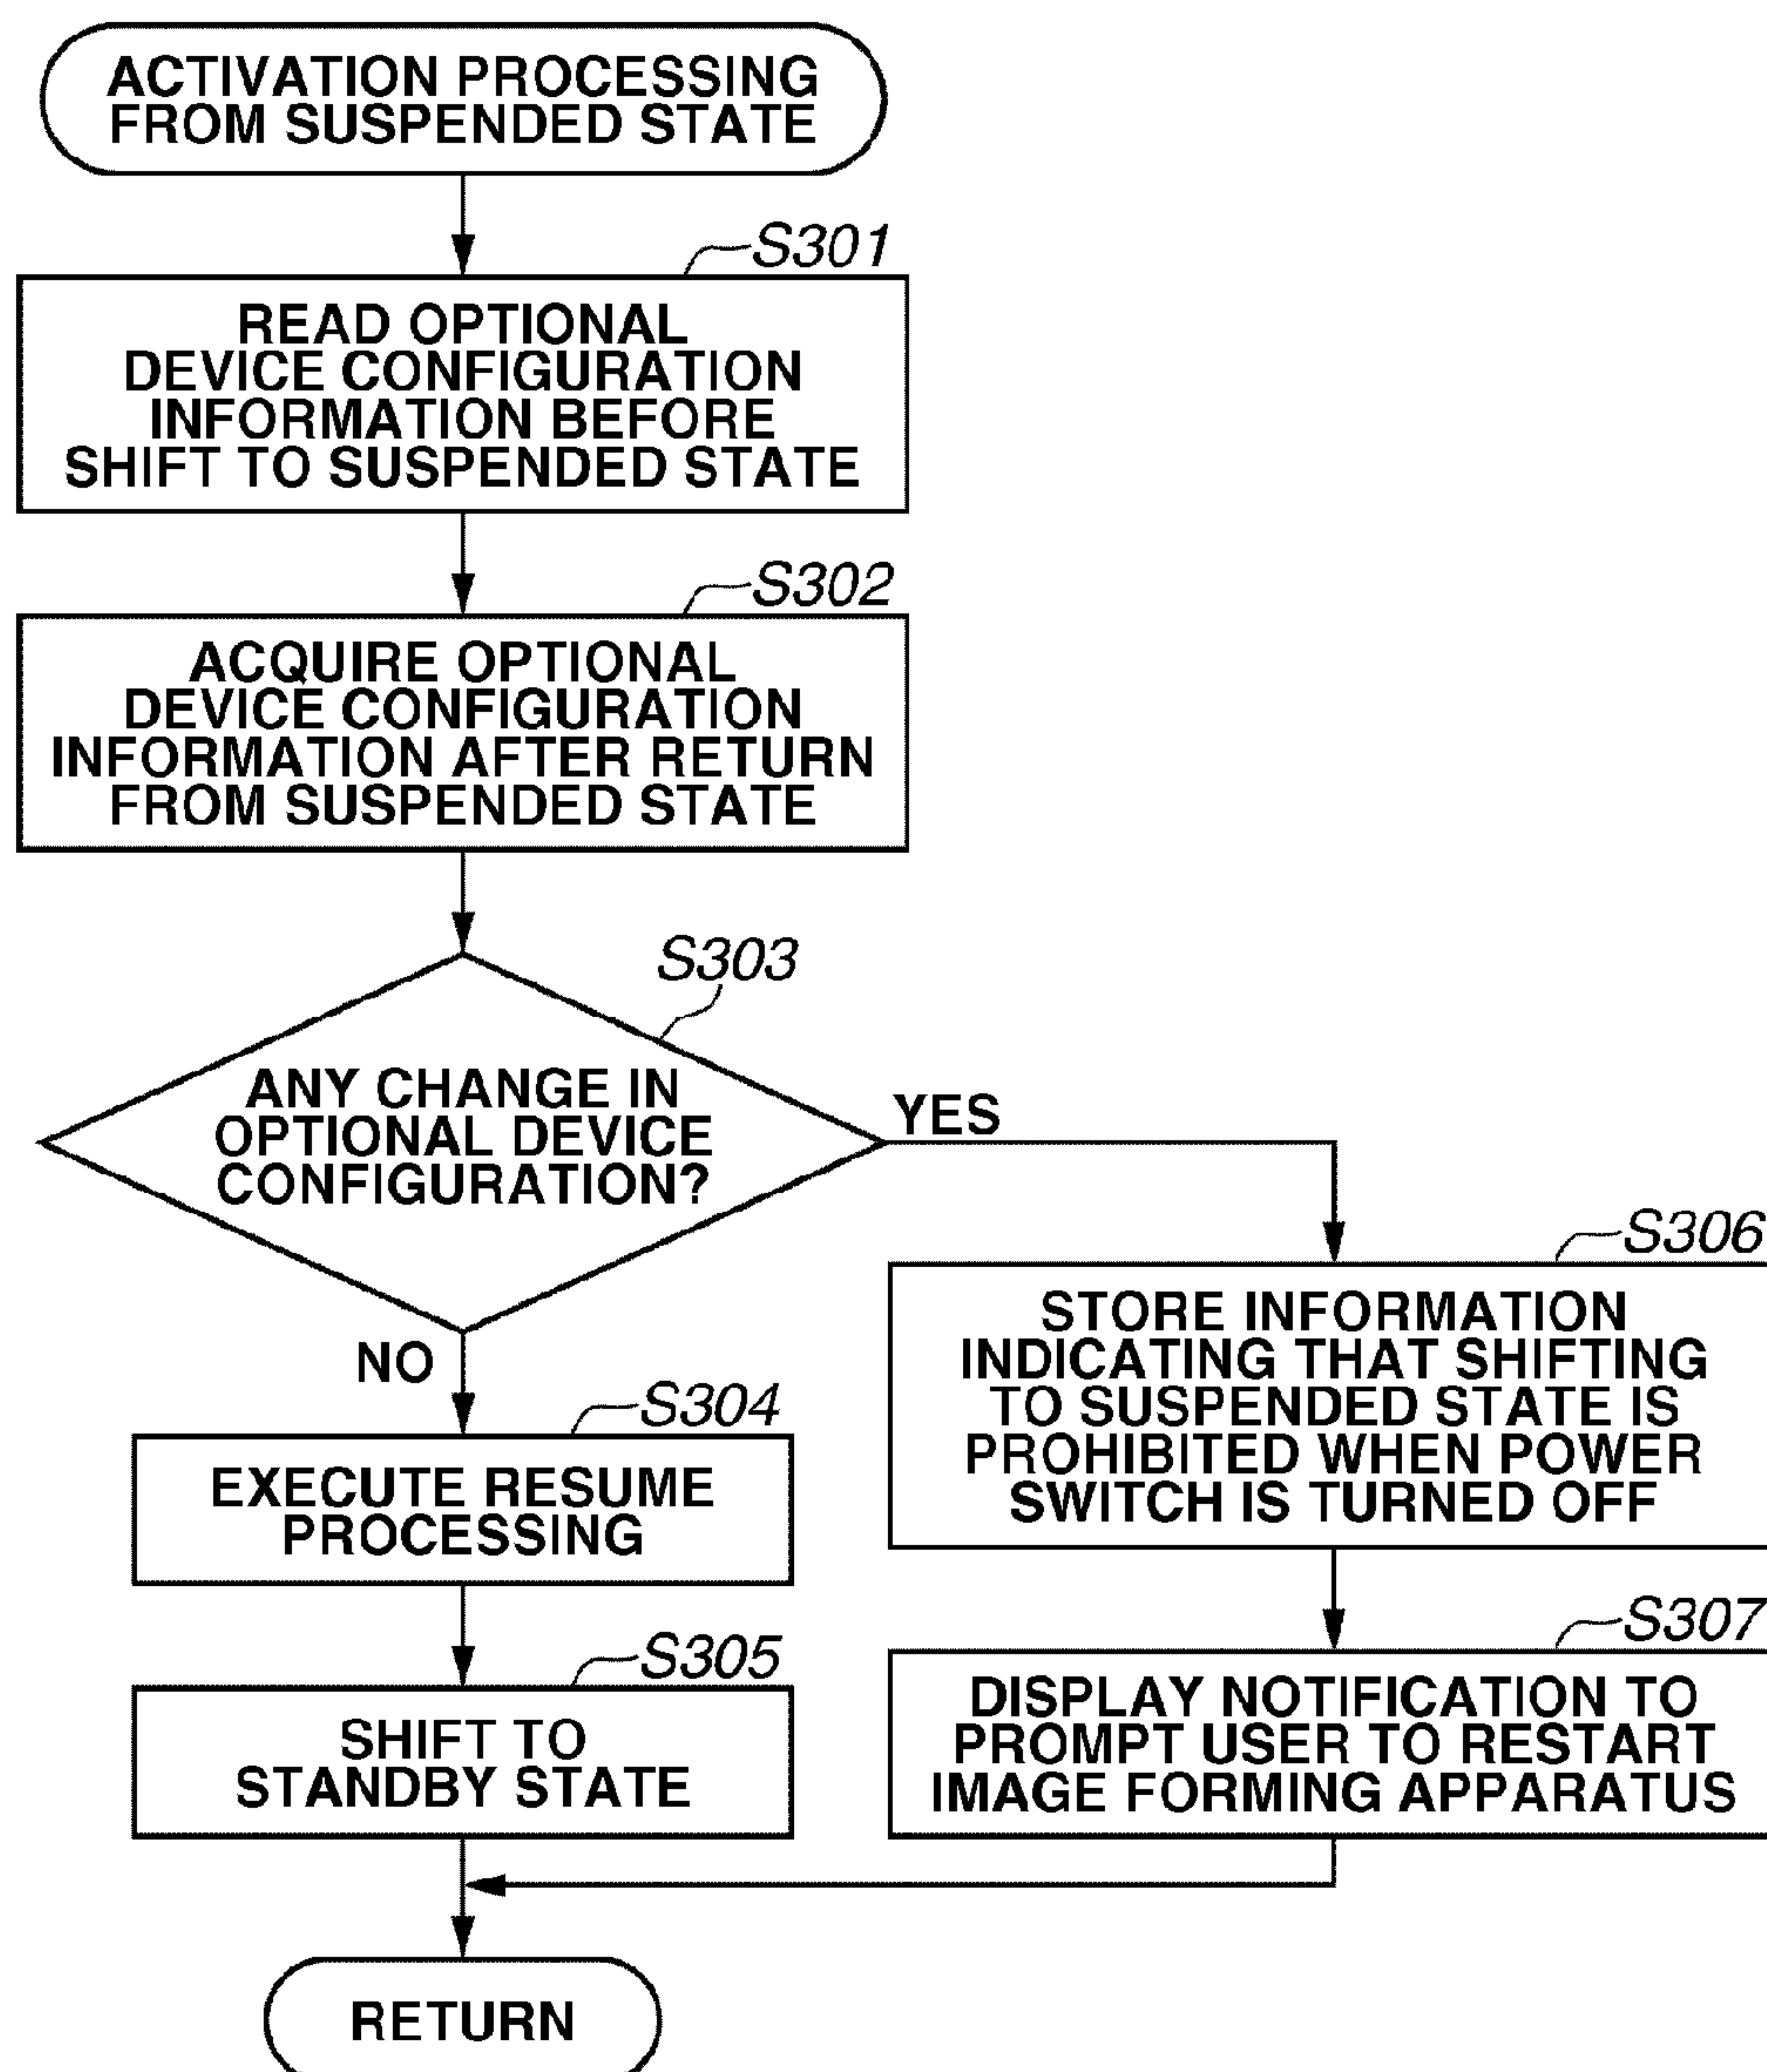 ACTIVATION PROCESSING
FROM SUSPENDED STATE
S301
READ OPTIONAL
DEVICE CONFIGURATION
INFORMATION BEFORE
SHIFT TO SUSPENDED STATE
S302
ACQUIRE OPTIONAL
DEVICE CONFIGURATION
INFORMATION AFTER RETURN
FROM SUSPENDED STATE
S303
ANY CHANGE IN
OPTIONAL DEVICE
CONFIGURATION?
YES
NO
S304
EXECUTE RESUME
PROCESSING
S305
SHIFT TO
STANDBY STATE
S306
STORE INFORMATION
INDICATING THAT SHIFTING
TO SUSPENDED STATE IS
PROHIBITED WHEN POWER
SWITCH IS TURNED OFF
S307
DISPLAY NOTIFICATION TO
PROMPT USER TO RESTART
IMAGE FORMING APPARATUS
RETURN